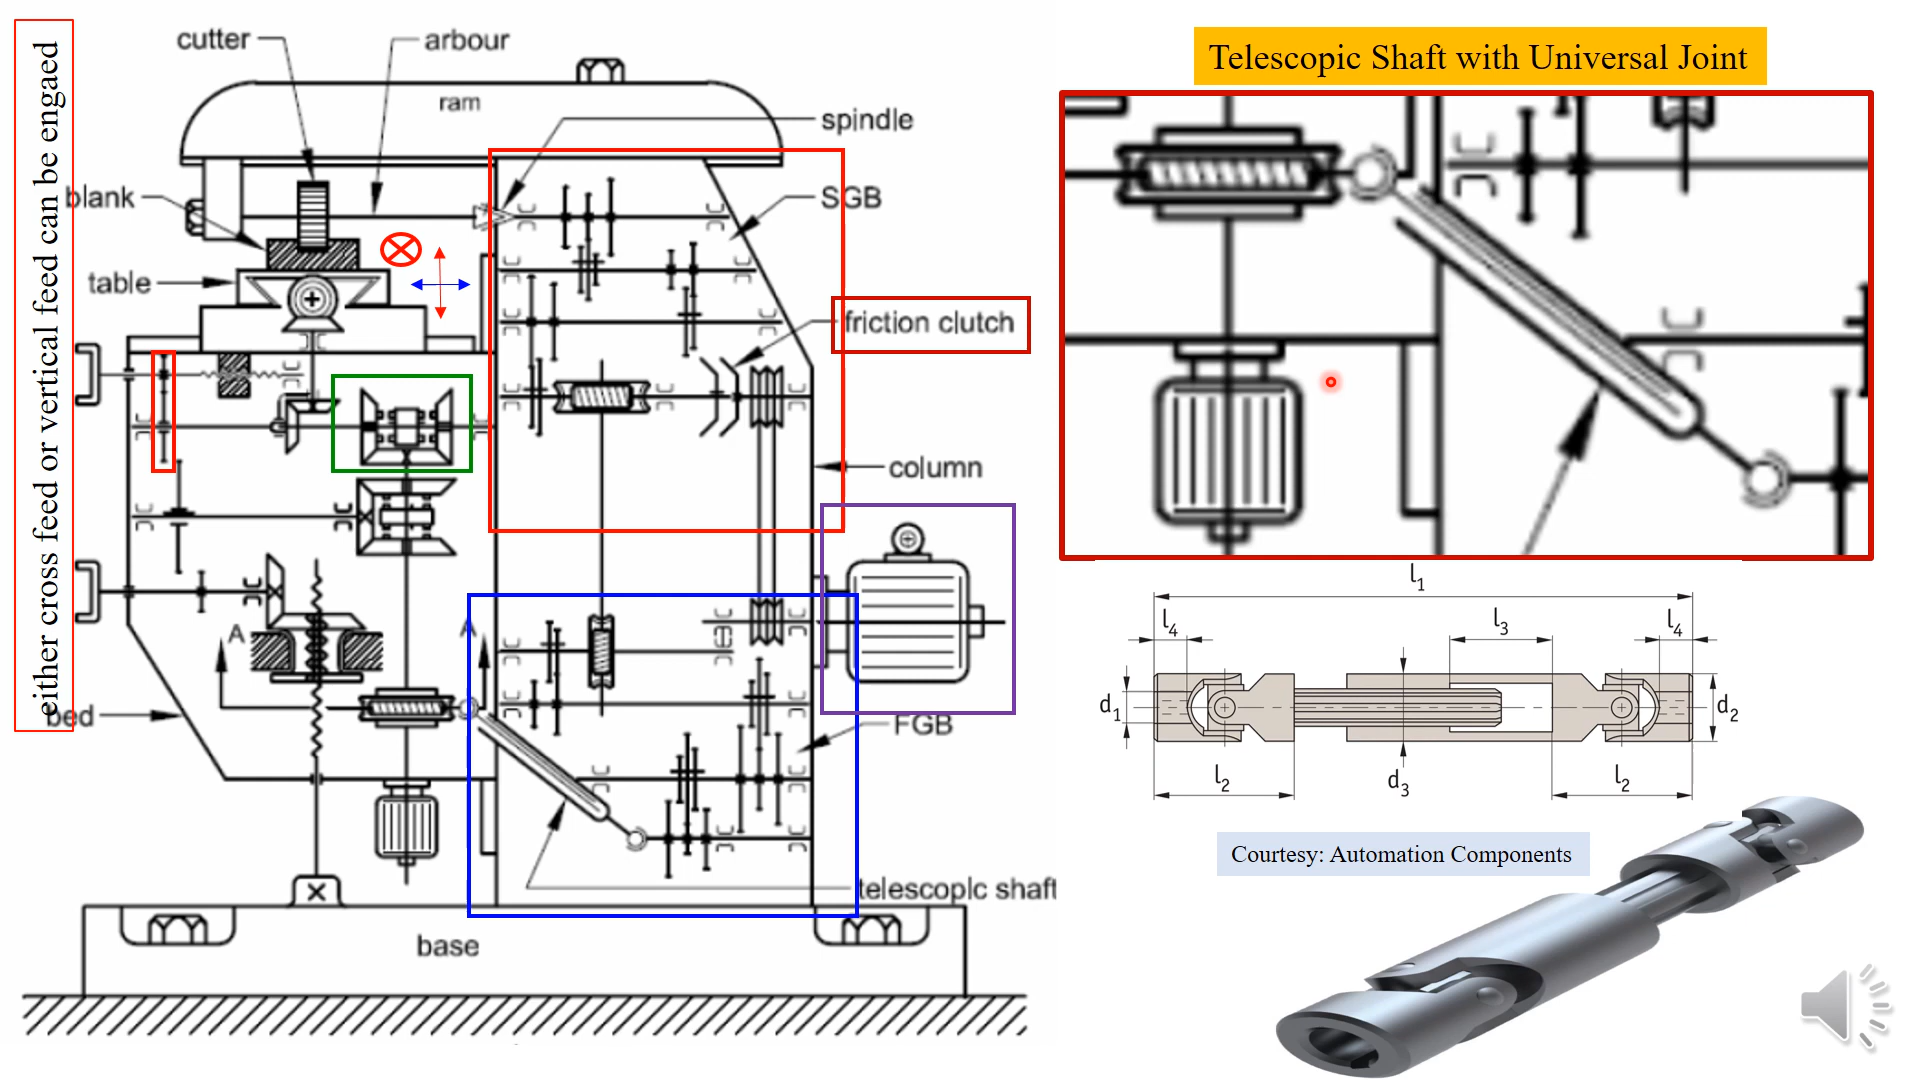 either cross feed or vertical feed can be engaed
cutter
arbour
ram
spindle
blank
SGB
table
friction clutch
column
A
A
bed
FGB
telescopic shaft
base
Telescopic Shaft with Universal Joint
l1
l4
l3
l4
d1
d2
l2
d3
l2
Courtesy: Automation Components